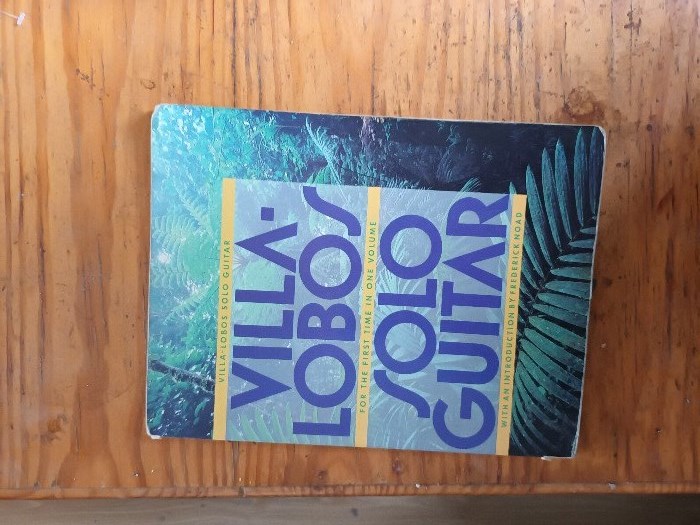 VILLA-LOBOS SOLO GUITAR
VILLA-
LOBOS
FOR THE FIRST TIME IN ONE VOLUME
SOLO
GUITAR
WITH AN INTRODUCTION BY FREDERICK NOAD